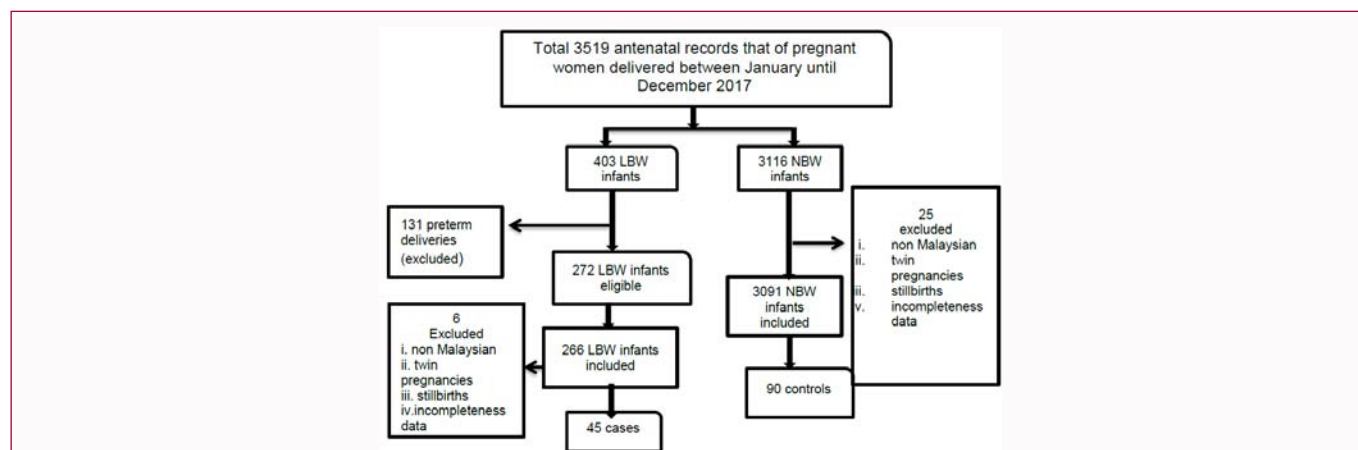 Total 3519 antenatal records that of pregnant
women delivered between January until
December 2017
403 LBW
infants
3116 NBW
infants
131 preterm
deliveries
(excluded)
25
excluded
i. non Malaysian
ii. twin
pregnancies
iii. stillbirths
v. incompleteness
data
272 LBW infants
eligible
3091 NBW
infants
included
6
Excluded
i. non Malaysian
ii. twin
pregnancies
iii. stillbirths
iv.incompleteness
data
266 LBW infants
included
90 controls
45 cases